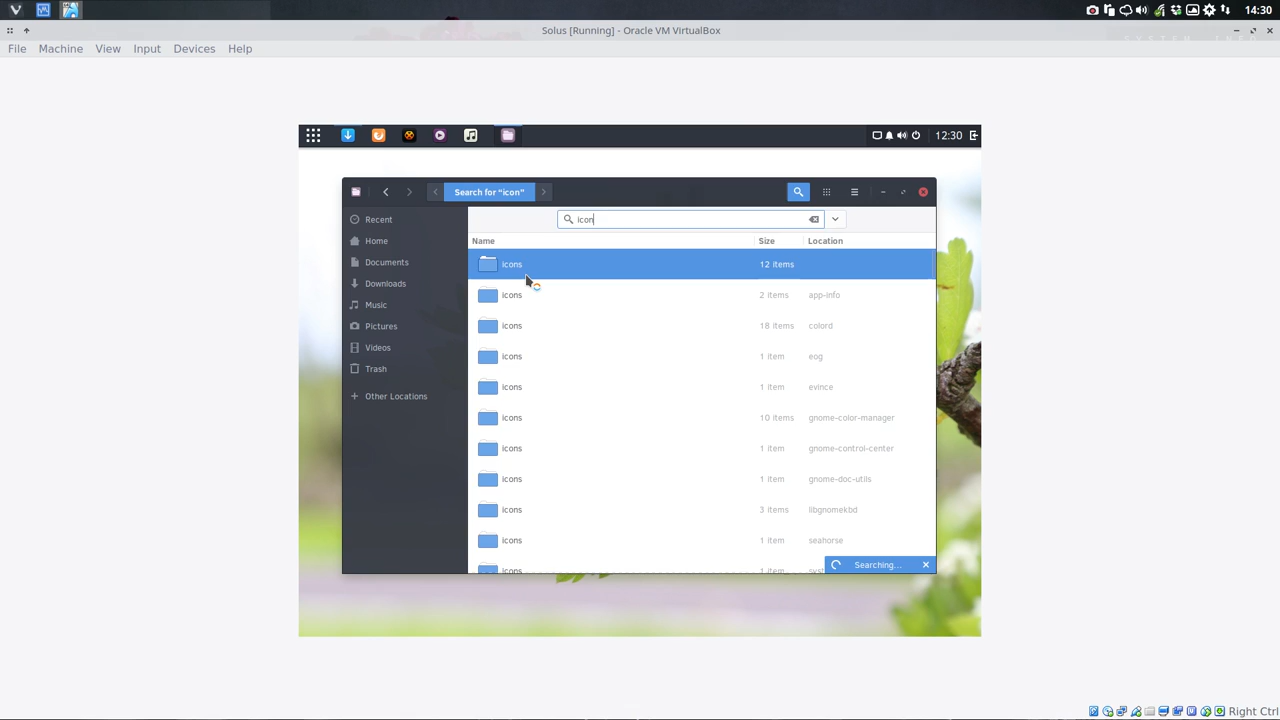 14:30
Solus [Running] - Oracle VM VirtualBox
File Machine View Input Devices Help
12:30
Search for "icon"
icon
Recent
Home
Documents
Downloads
Music
Pictures
Videos
Trash
Other Locations
Name Size Location
icons 12 items
icons 2 items app-info
icons 18 items colord
icons 1 item eog
icons 1 item evince
icons 10 items gnome-color-manager
icons 1 item gnome-control-center
icons 1 item gnome-doc-utils
icons 3 items libgnomekbd
icons 1 item seahorse
icons 1 item
Searching...
Right Ctrl